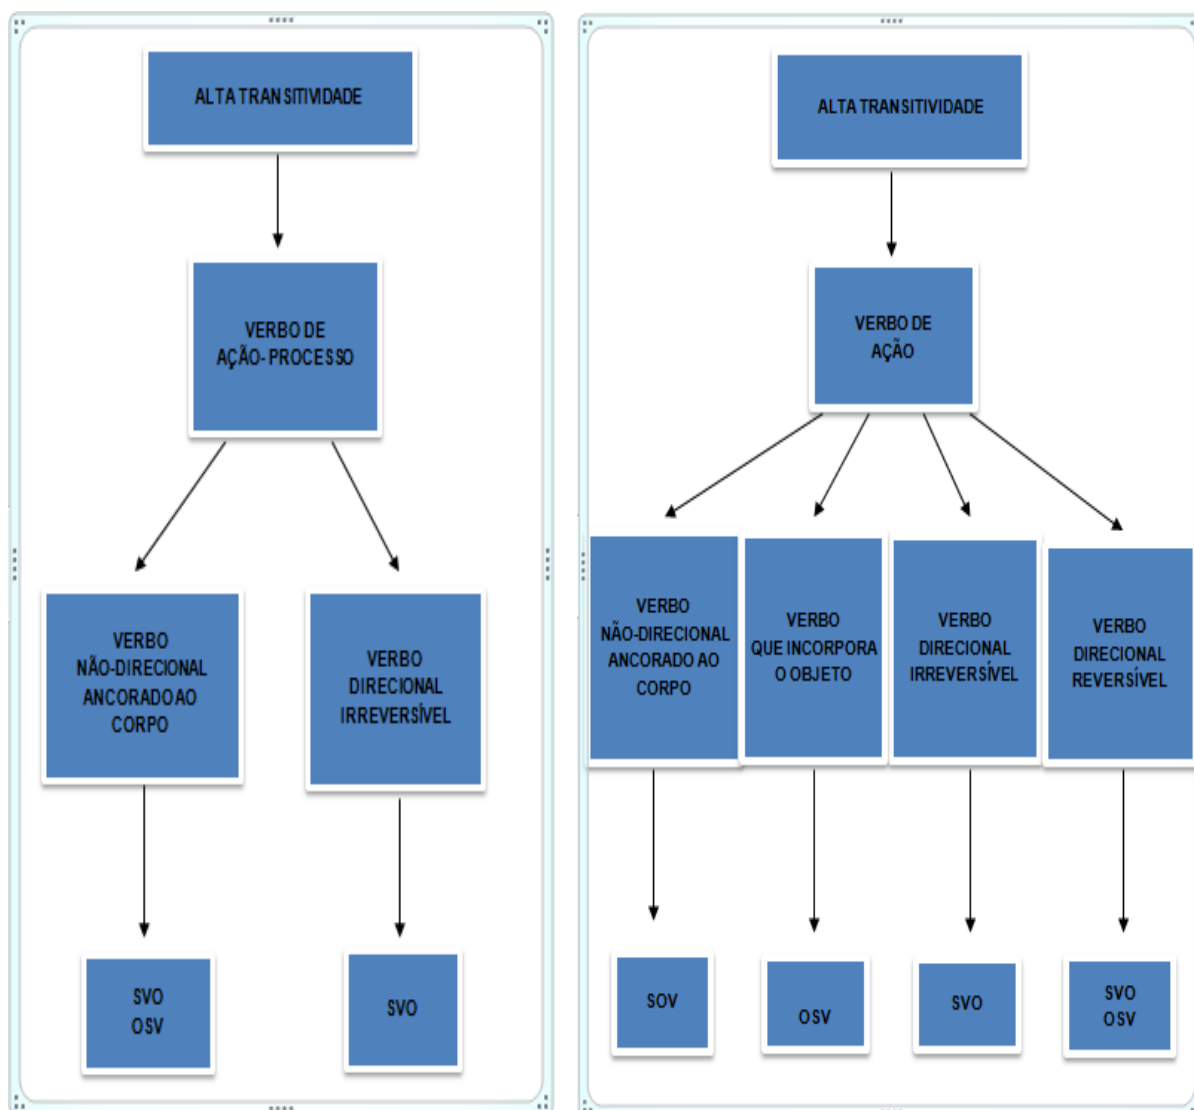 ALTA TRANSITIVIDADE
VERBO DE
AÇÃO- PROCESSO
VERBO
NÃO-DIRECIONAL
ANCORADO AO
CORPO
VERBO
DIRECIONAL
IRREVERSÍVEL
SVO
OSV
SVO
ALTA TRANSITIVIDADE
VERBO DE
AÇÃO
VERBO
NÃO-DIRECIONAL
ANCORADO AO
CORPO
VERBO
QUE INCORPORA
O OBJETO
VERBO
DIRECIONAL
IRREVERSÍVEL
VERBO
DIRECIONAL
REVERSÍVEL
SOV
OSV
SVO
SVO
OSV